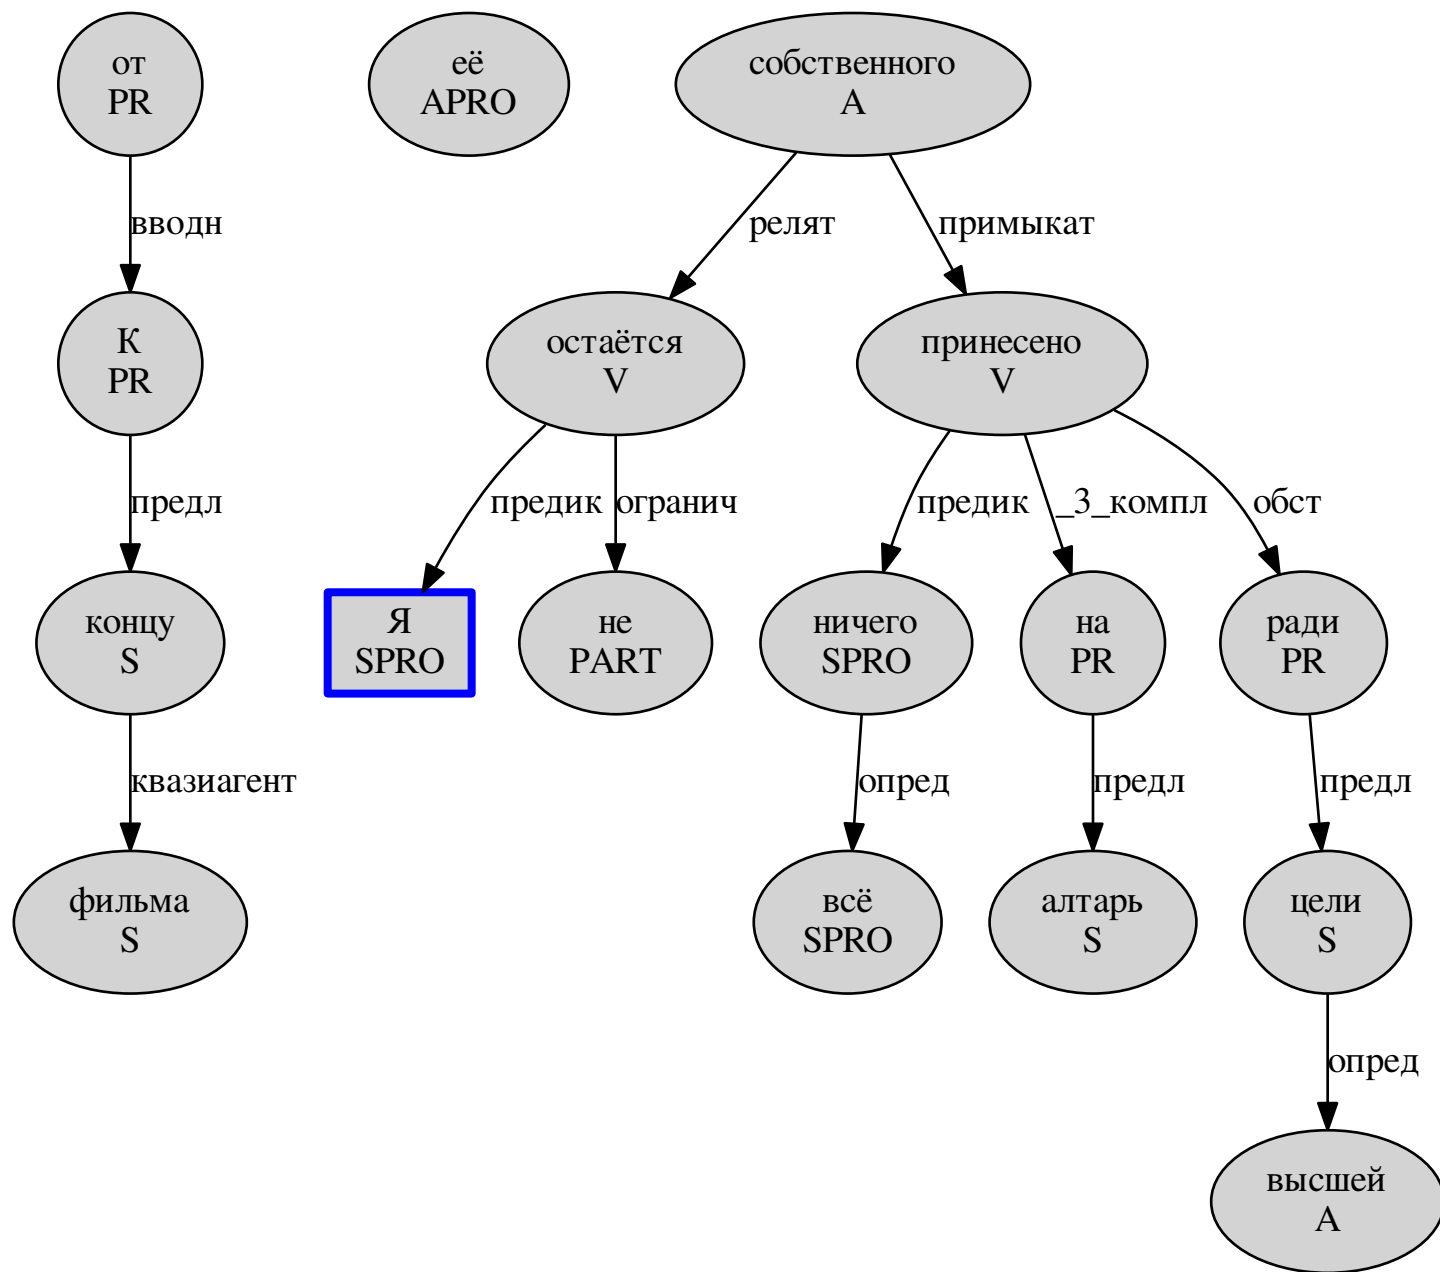 от
PR
её
APRO
собственного
A
вводн
релят
примыкат
К
PR
остаётся
V
принесено
V
предл
предик
огранич
предик
_3_компл
обст
концу
S
Я
SPRO
не
PART
ничего
SPRO
на
PR
ради
PR
квазиагент
опред
предл
предл
фильма
S
всё
SPRO
алтарь
S
цели
S
опред
высшей
A